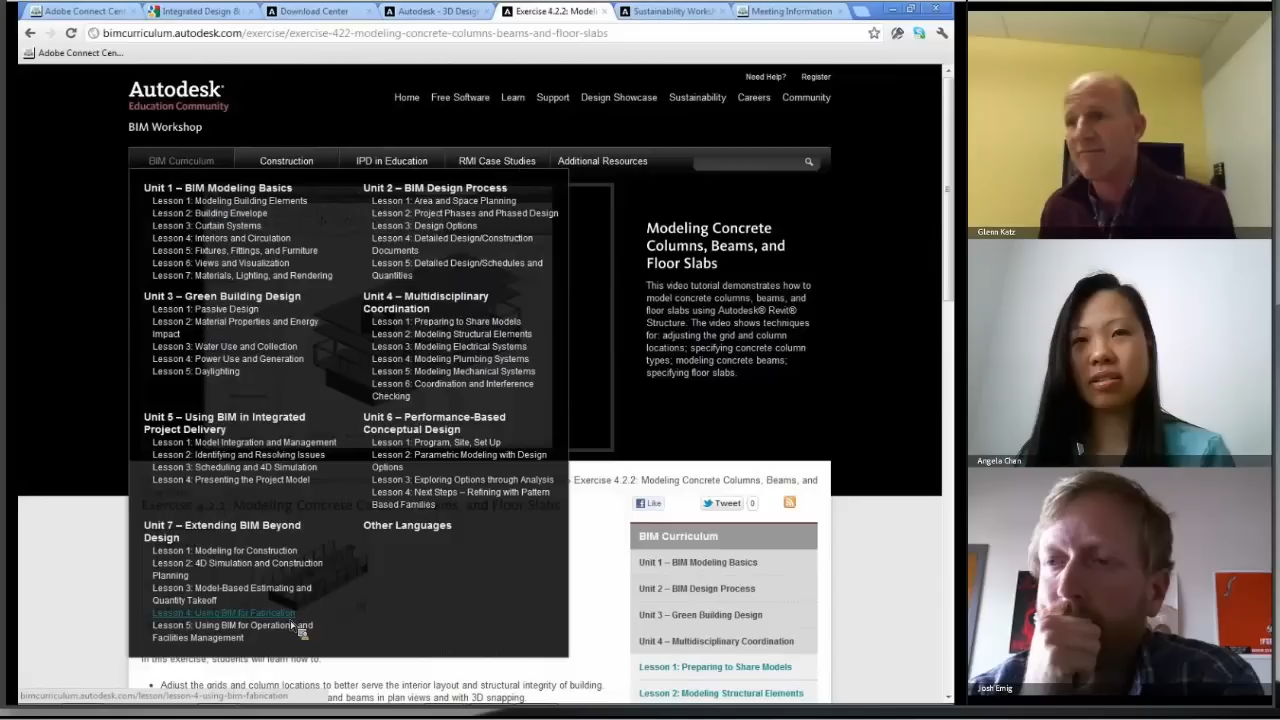 Adobe Connect Cent
Integrated Design &
Download Center
Autodesk - 3D Desig
Exercise 4.2.2: Model
Sustainability Works
Meeting Information
bimcurriculum.autodesk.com/exercise/exercise-422-modeling-concrete-columns-beams-and-floor-slabs
Adobe Connect Cen...
Need Help? Register
Autodesk
Education Community
Home Free Software Learn Support Design Showcase Sustainability Careers Community
BIM Workshop
BIM Curriculum Construction IPD in Education RMI Case Studies Additional Resources
Unit 1 – BIM Modeling Basics
Lesson 1: Modeling Building Elements
Lesson 2: Building Envelope
Lesson 3: Curtain Systems
Lesson 4: Interiors and Circulation
Lesson 5: Fixtures, Fittings, and Furniture
Lesson 6: Views and Visualization
Lesson 7: Materials, Lighting, and Rendering
Unit 2 – BIM Design Process
Lesson 1: Area and Space Planning
Lesson 2: Project Phases and Phased Design
Lesson 3: Design Options
Lesson 4: Detailed Design/Construction
Documents
Lesson 5: Detailed Design/Schedules and
Quantities
Unit 3 – Green Building Design
Lesson 1: Passive Design
Lesson 2: Material Properties and Energy
Impact
Lesson 3: Water Use and Collection
Lesson 4: Power Use and Generation
Lesson 5: Daylighting
Unit 4 – Multidisciplinary
Coordination
Lesson 1: Preparing to Share Models
Lesson 2: Modeling Structural Elements
Lesson 3: Modeling Electrical Systems
Lesson 4: Modeling Plumbing Systems
Lesson 5: Modeling Mechanical Systems
Lesson 6: Coordination and Interference
Checking
Unit 5 – Using BIM in Integrated
Project Delivery
Lesson 1: Model Integration and Management
Lesson 2: Identifying and Resolving Issues
Lesson 3: Scheduling and 4D Simulation
Lesson 4: Presenting the Project Model
Unit 6 – Performance-Based
Conceptual Design
Lesson 1: Program, Site, Set Up
Lesson 2: Parametric Modeling with Design
Options
Lesson 3: Exploring Options through Analysis
Lesson 4: Next Steps – Refining with Pattern
Based Families
Unit 7 – Extending BIM Beyond
Design
Lesson 1: Modeling for Construction
Lesson 2: 4D Simulation and Construction
Planning
Lesson 3: Model-Based Estimating and
Quantity Takeoff
Lesson 4: Using BIM for Fabrication
Lesson 5: Using BIM for Operations and
Facilities Management
Other Languages
Modeling Concrete
Columns, Beams, and
Floor Slabs
This video tutorial demonstrates how to
model concrete columns, beams, and
floor slabs using Autodesk® Revit®
Structure. The video shows techniques
for: adjusting the grid and column
locations; specifying concrete column
types; modeling concrete beams;
specifying floor slabs.
» Exercise 4.2.2: Modeling Concrete Columns, Beams, and
Exercise 4.2.2: Modeling Concrete Columns, Beams, and Floor Slabs
Like Tweet 0
BIM Curriculum
Unit 1 – BIM Modeling Basics
Unit 2 – BIM Design Process
Unit 3 – Green Building Design
Unit 4 – Multidisciplinary Coordination
Lesson 1: Preparing to Share Models
Lesson 2: Modeling Structural Elements
In this exercise, students will learn how to:
Adjust the grids and column locations to better serve the interior layout and structural integrity of building.
and beams in plan views and with 3D snapping.
bimcurriculum.autodesk.com/lesson/lesson-4-using-bim-fabrication
Glenn Katz
Angela Chan
Josh Emig